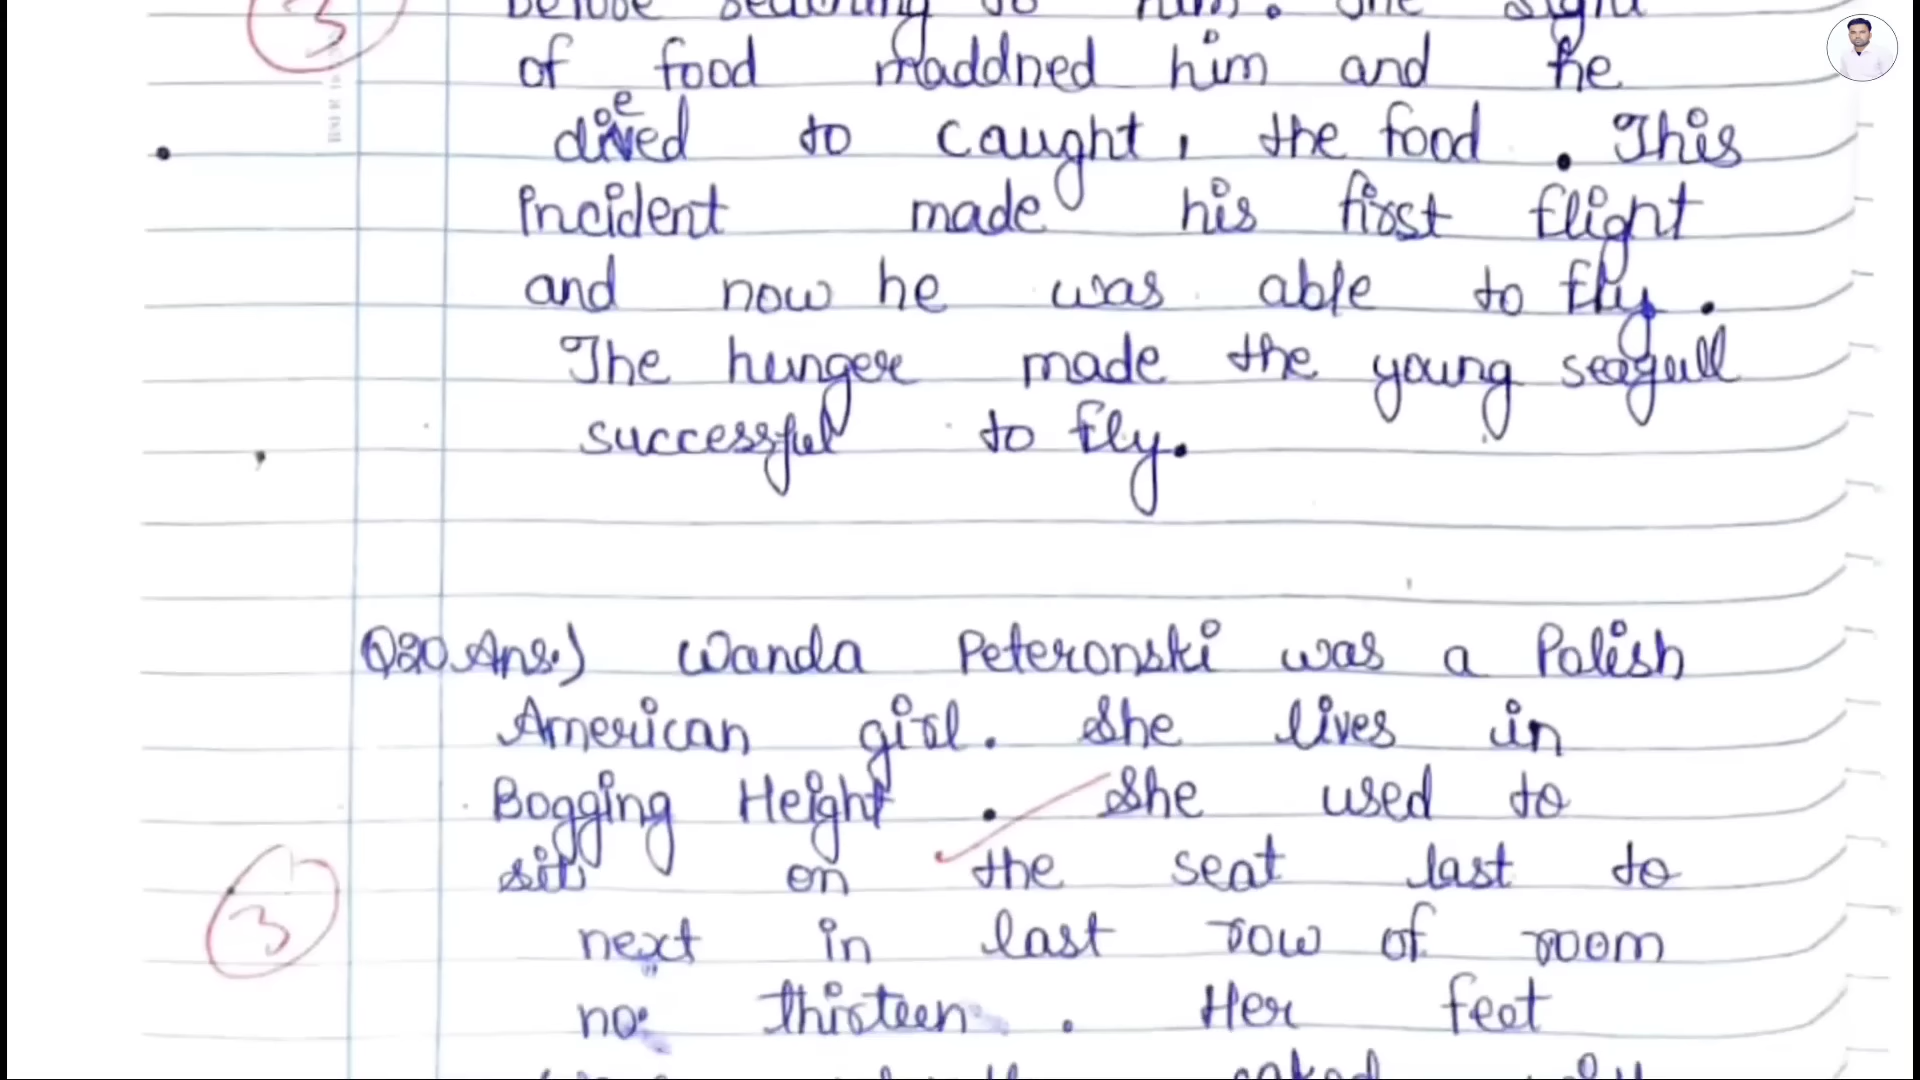 3
of food maddned him and he
dived to caught, the food. This
incident made his first flight
and now he was able to fly.
The hunger made the young seagull
successful to fly.
Q20.Ans.) Wanda Peteronski was a Polish
American girl. She lives in
Bogging Height. She used to
sit on the seat last to
3
next in last row of room
no. thirteen. Her feet